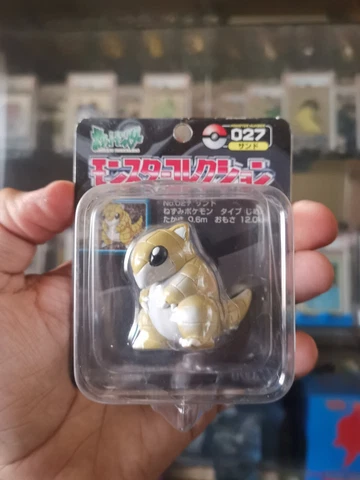 ポケットモンスター
027
サンド
モンスターコレクション
No.027 サンド
ねずみポケモン タイプ じめ
たかさ 0.6m おもさ 12.0k